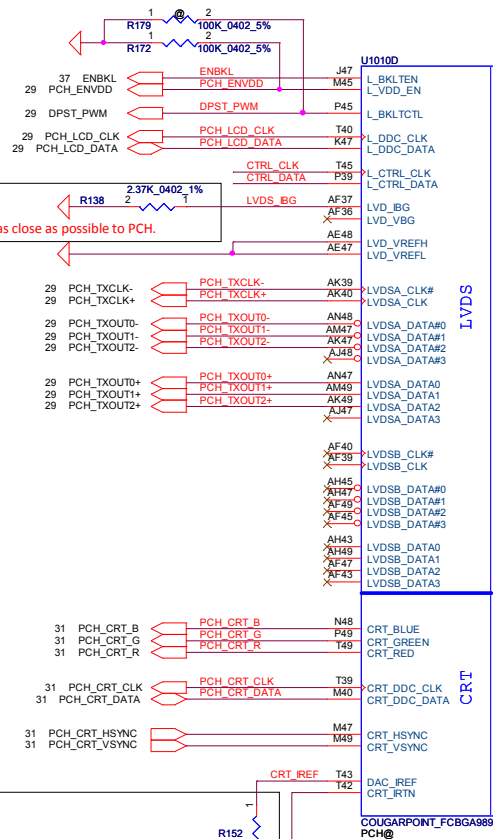 1 @ 2
R179 100K_0402_5%
1 2
R172 100K_0402_5%
U1010D
37 ENBKL ENBKL J47 L_BKLTEN
29 PCH_ENVDD PCH_ENVDD M45 L_VDD_EN
29 DPST_PWM DPST_PWM P45 L_BKLTCTL
29 PCH_LCD_CLK PCH_LCD_CLK T40 L_DDC_CLK
29 PCH_LCD_DATA PCH_LCD_DATA K47 L_DDC_DATA
CTRL_CLK T45 L_CTRL_CLK
CTRL_DATA P39 L_CTRL_DATA
2.37K_0402_1%
R138 2 1 LVDS_IBG AF37 LVD_IBG
AF36 LVD_VBG
as close as possible to PCH.
AE48 LVD_VREFH
AE47 LVD_VREFL
LVDS
29 PCH_TXCLK- PCH_TXCLK- AK39 LVDSA_CLK#
29 PCH_TXCLK+ PCH_TXCLK+ AK40 LVDSA_CLK
29 PCH_TXOUT0- PCH_TXOUT0- AN48 LVDSA_DATA#0
29 PCH_TXOUT1- PCH_TXOUT1- AM47 LVDSA_DATA#1
29 PCH_TXOUT2- PCH_TXOUT2- AK47 LVDSA_DATA#2
AJ48 LVDSA_DATA#3
29 PCH_TXOUT0+ PCH_TXOUT0+ AN47 LVDSA_DATA0
29 PCH_TXOUT1+ PCH_TXOUT1+ AM49 LVDSA_DATA1
29 PCH_TXOUT2+ PCH_TXOUT2+ AK49 LVDSA_DATA2
AJ47 LVDSA_DATA3
AF40 LVDSB_CLK#
AF39 LVDSB_CLK
AH45 LVDSB_DATA#0
AH47 LVDSB_DATA#1
AF49 LVDSB_DATA#2
AF45 LVDSB_DATA#3
AH43 LVDSB_DATA0
AH49 LVDSB_DATA1
AF47 LVDSB_DATA2
AF43 LVDSB_DATA3
31 PCH_CRT_B PCH_CRT_B N48 CRT_BLUE
31 PCH_CRT_G PCH_CRT_G P49 CRT_GREEN
31 PCH_CRT_R PCH_CRT_R T49 CRT_RED
CRT
31 PCH_CRT_CLK PCH_CRT_CLK T39 CRT_DDC_CLK
31 PCH_CRT_DATA PCH_CRT_DATA M40 CRT_DDC_DATA
31 PCH_CRT_HSYNC M47 CRT_HSYNC
31 PCH_CRT_VSYNC M49 CRT_VSYNC
CRT_IREF T43 DAC_IREF
T42 CRT_IRTN
1
R152
COUGARPOINT_FCBGA989
PCH@